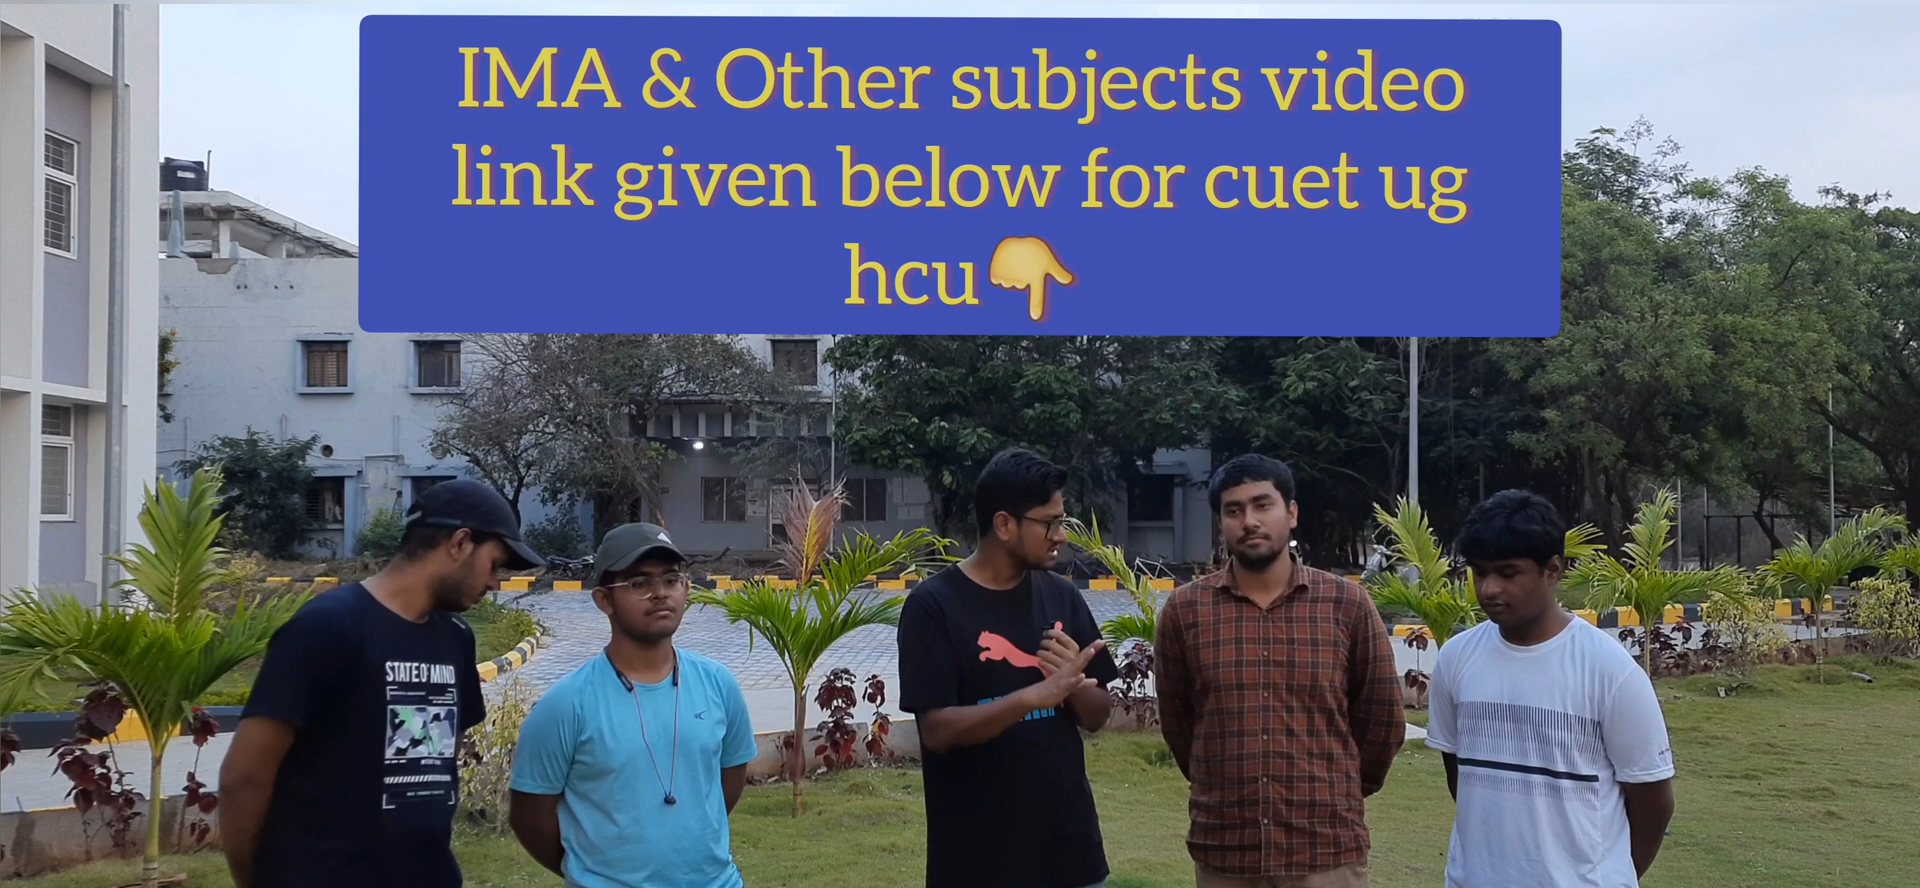 IMA & Other subjects video
link given below for cuet ug
hcu👇
STATE OF MIND